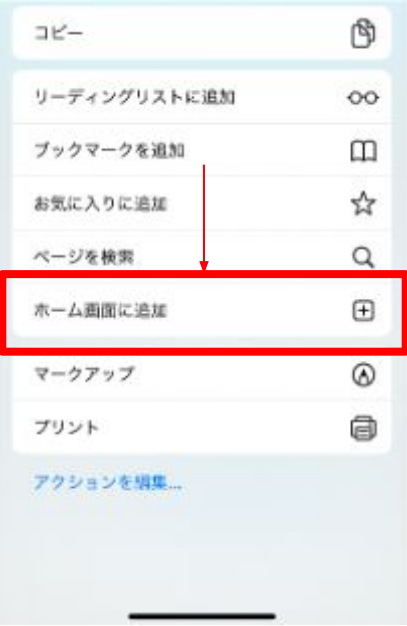 コピー
リーディングリストに追加
ブックマークを追加
お気に入りに追加
ページを検索
ホーム画面に追加
マークアップ
プリント
アクションを編集...